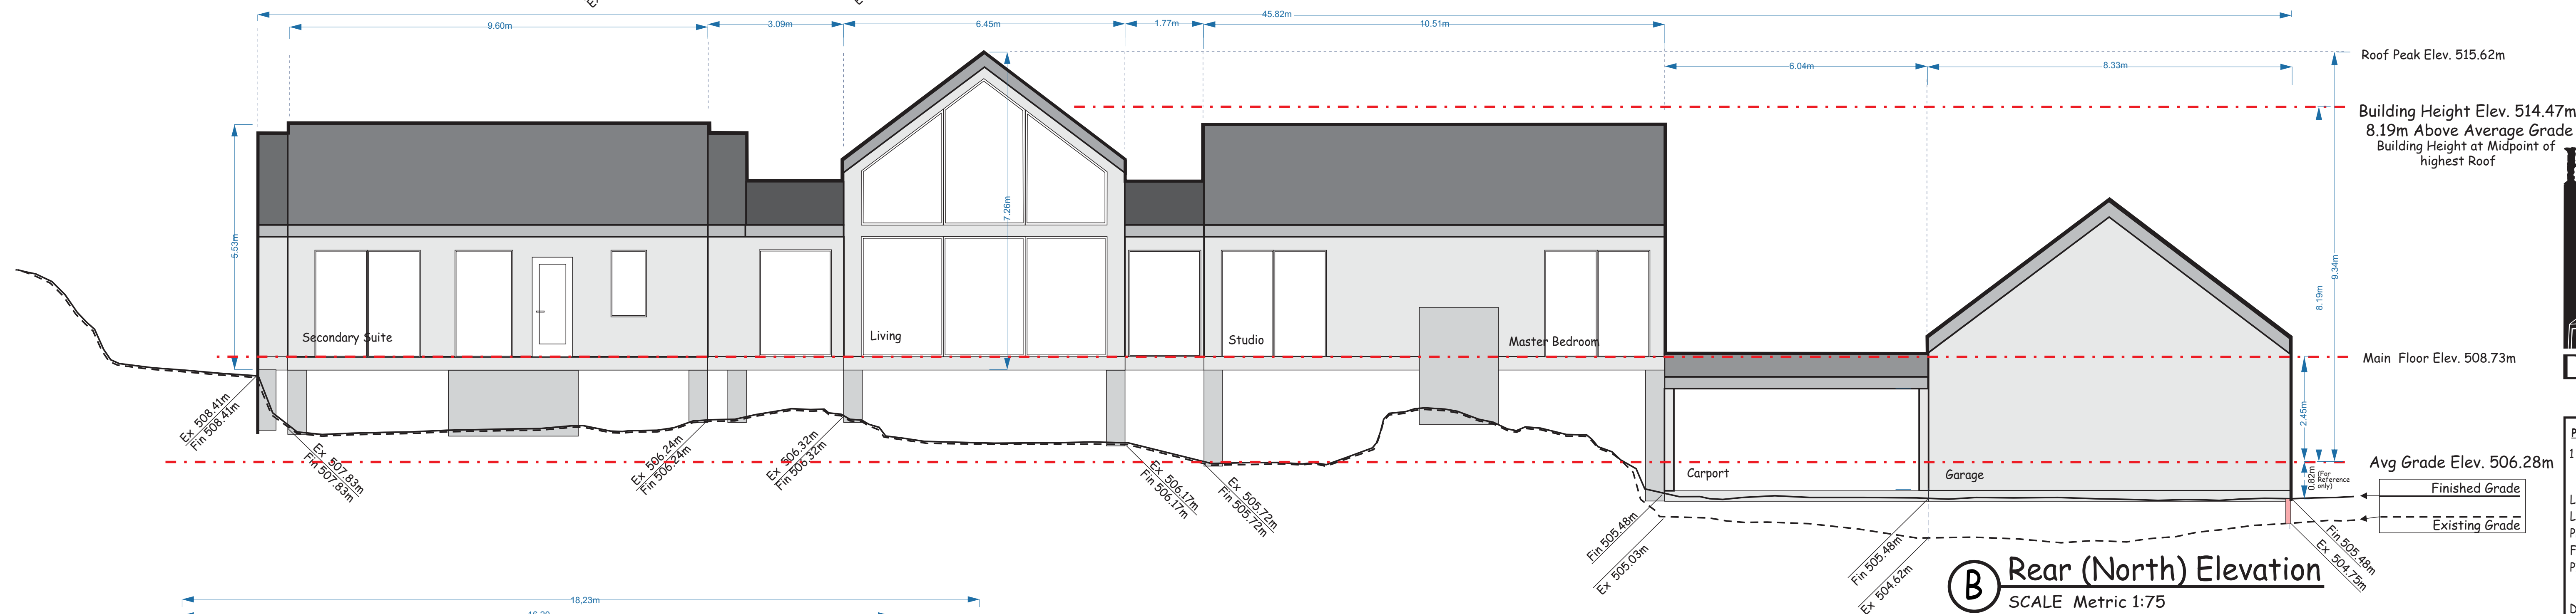 45.82m
9.60m
3.09m
6.45m
1.77m
10.51m
6.04m
8.33m
Roof Peak Elev. 515.62m
Building Height Elev. 514.47m
8.19m Above Average Grade
Building Height at Midpoint of
highest Roof
5.53m
7.26m
9.34m
8.19m
Secondary Suite
Living
Studio
Master Bedroom
Main Floor Elev. 508.73m
2.45m
Ex 508.41m
Fin 508.41m
Ex 507.83m
Fin 507.83m
Ex 506.24m
Fin 506.24m
Ex 506.32m
Fin 506.32m
Ex 506.17m
Fin 506.17m
Ex 505.72m
Fin 505.72m
Carport
Garage
Avg Grade Elev. 506.28m
0.82m
(For
Reference
only)
Finished Grade
Existing Grade
Fin 505.48m
Ex 505.03m
Fin 505.48m
Ex 504.62m
Fin 505.48m
Ex 504.75m
B
Rear (North) Elevation
SCALE Metric 1:75
18.23m